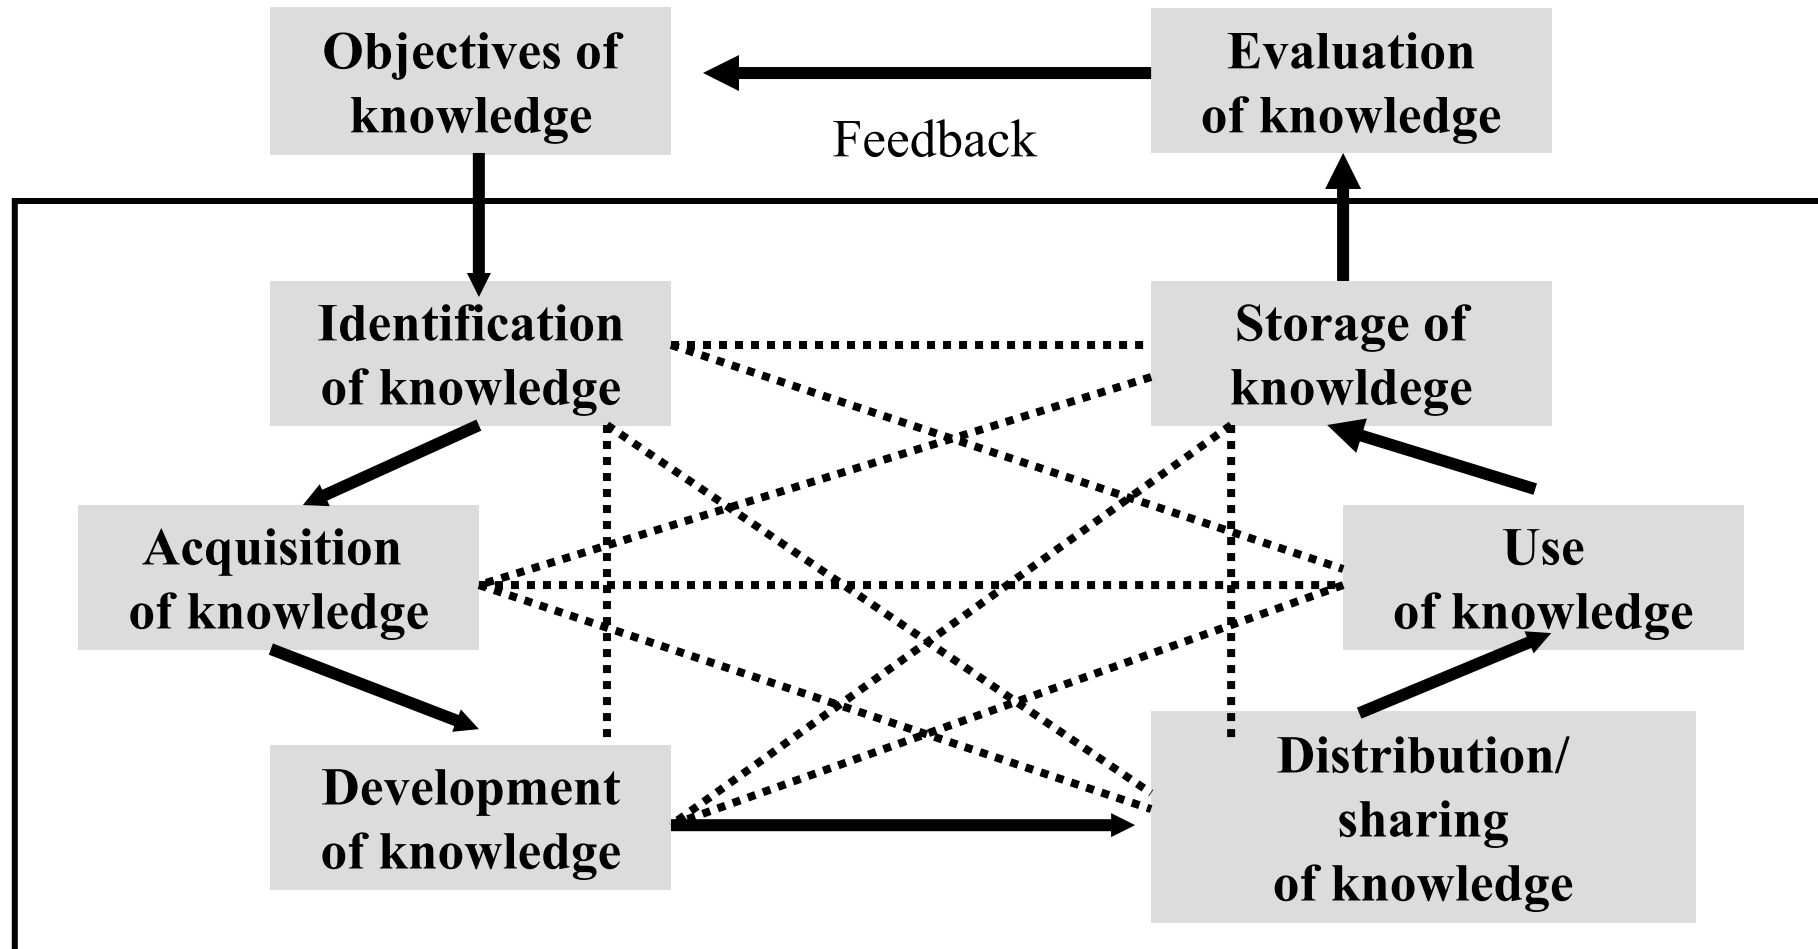 Objectives of
knowledge
Evaluation
of knowledge
Feedback
Identification
of knowledge
Storage of
knowldege
Acquisition
of knowledge
Use
of knowledge
Development
of knowledge
Distribution/
sharing
of knowledge